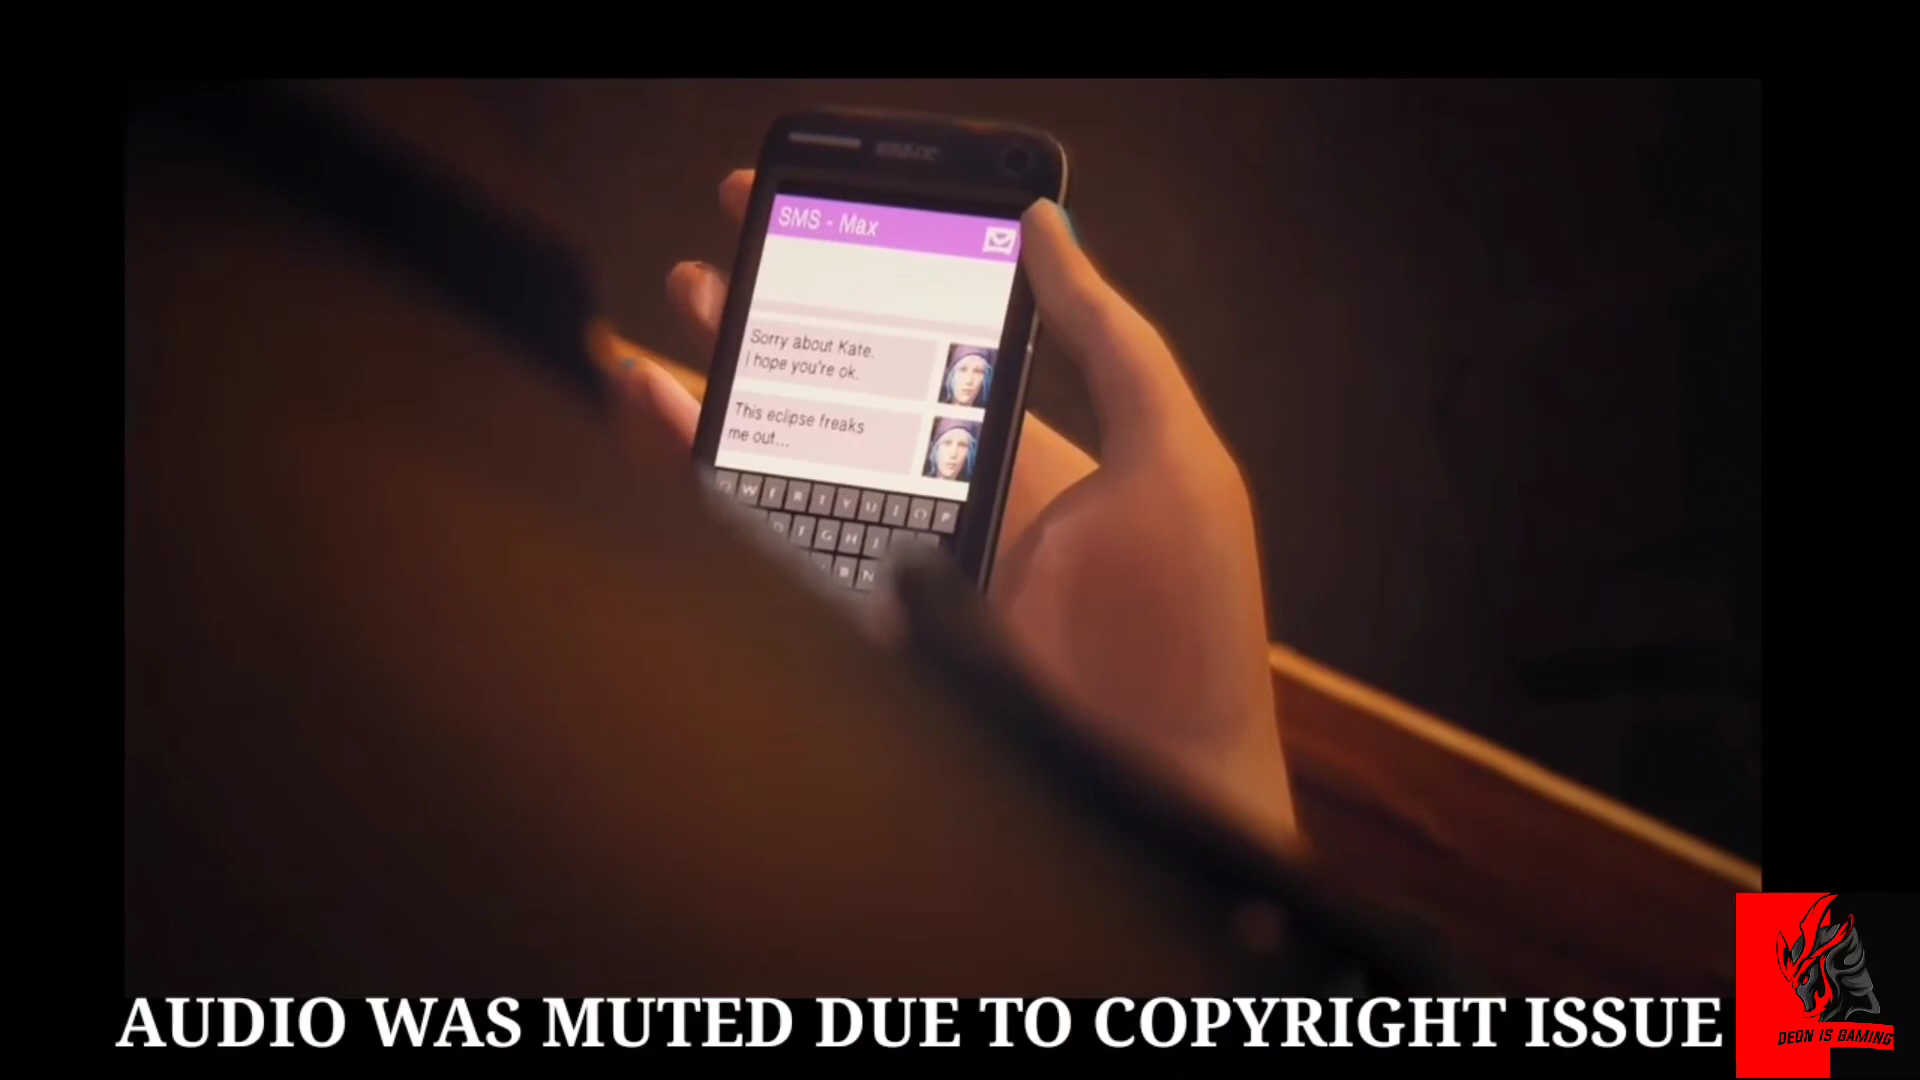 SMS - Max
Sorry about Kate.
I hope you're ok.
This eclipse freaks
me out...
W E R T Y U I O P
D F G H J
B N
AUDIO WAS MUTED DUE TO COPYRIGHT ISSUE
DEON IS GAMING